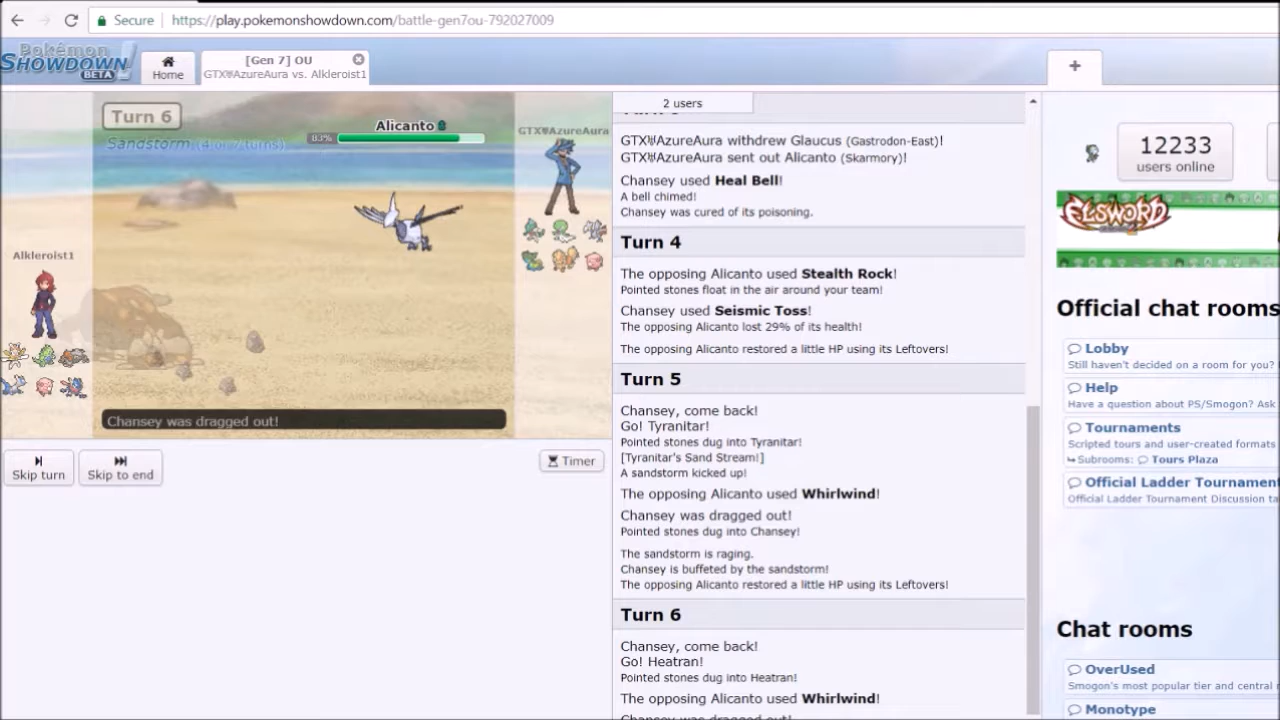 Secure
https://play.pokemonshowdown.com/battle-gen7ou-792027009
Pokémon
SHOWDOWN!
BETA
Home
[Gen 7] OU
GTX₩AzureAura vs. Alkleroist1
+
Turn 6
Sandstorm (4 or 7 turns)
Alicanto
83%
GTX₩AzureAura
Alkleroist1
Chansey was dragged out!
Skip turn
Skip to end
Timer
2 users
GTX₩AzureAura withdrew Glaucus (Gastrodon-East)!
GTX₩AzureAura sent out Alicanto (Skarmory)!
Chansey used Heal Bell!
A bell chimed!
Chansey was cured of its poisoning.
Turn 4
The opposing Alicanto used Stealth Rock!
Pointed stones float in the air around your team!
Chansey used Seismic Toss!
The opposing Alicanto lost 29% of its health!
The opposing Alicanto restored a little HP using its Leftovers!
Turn 5
Chansey, come back!
Go! Tyranitar!
Pointed stones dug into Tyranitar!
[Tyranitar's Sand Stream!]
A sandstorm kicked up!
The opposing Alicanto used Whirlwind!
Chansey was dragged out!
Pointed stones dug into Chansey!
The sandstorm is raging.
Chansey is buffeted by the sandstorm!
The opposing Alicanto restored a little HP using its Leftovers!
Turn 6
Chansey, come back!
Go! Heatran!
Pointed stones dug into Heatran!
The opposing Alicanto used Whirlwind!
Chansey was dragged out!
12233
users online
ELSWORD
Official chat rooms
Lobby
Still haven't decided on a room for you?
Help
Have a question about PS/Smogon? Ask
Tournaments
Scripted tours and user-created formats
Subrooms: Tours Plaza
Official Ladder Tournament
Official Ladder Tournament Discussion
Chat rooms
OverUsed
Smogon's most popular tier and central
Monotype